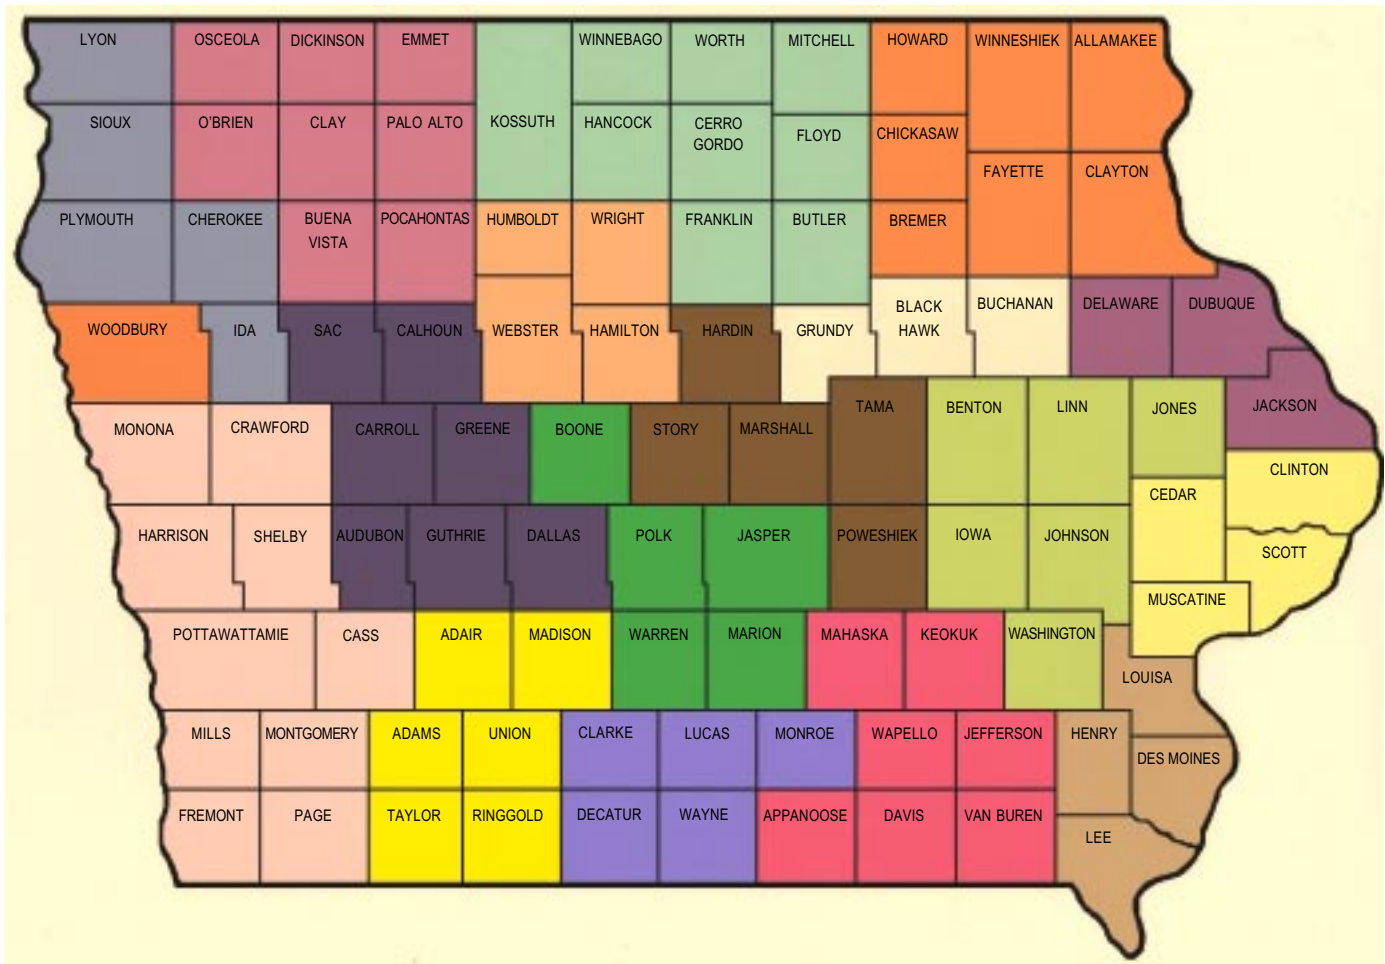 LYON
OSCEOLA
DICKINSON
EMMET
KOSSUTH
WINNEBAGO
WORTH
MITCHELL
HOWARD
WINNESHIEK
ALLAMAKEE
SIOUX
O'BRIEN
CLAY
PALO ALTO
HANCOCK
CERRO
GORDO
FLOYD
CHICKASAW
FAYETTE
CLAYTON
PLYMOUTH
CHEROKEE
BUENA
VISTA
POCAHONTAS
HUMBOLDT
WRIGHT
FRANKLIN
BUTLER
BREMER
WOODBURY
IDA
SAC
CALHOUN
WEBSTER
HAMILTON
HARDIN
GRUNDY
BLACK
HAWK
BUCHANAN
DELAWARE
DUBUQUE
MONONA
CRAWFORD
CARROLL
GREENE
BOONE
STORY
MARSHALL
TAMA
BENTON
LINN
JONES
JACKSON
CLINTON
CEDAR
HARRISON
SHELBY
AUDUBON
GUTHRIE
DALLAS
POLK
JASPER
POWESHIEK
IOWA
JOHNSON
SCOTT
MUSCATINE
POTTAWATTAMIE
CASS
ADAIR
MADISON
WARREN
MARION
MAHASKA
KEOKUK
WASHINGTON
LOUISA
MILLS
MONTGOMERY
ADAMS
UNION
CLARKE
LUCAS
MONROE
WAPELLO
JEFFERSON
HENRY
DES MOINES
FREMONT
PAGE
TAYLOR
RINGGOLD
DECATUR
WAYNE
APPANOOSE
DAVIS
VAN BUREN
LEE